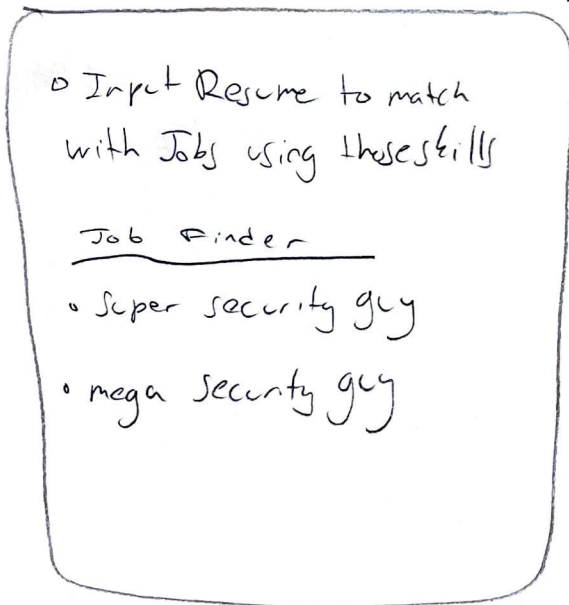 o Input Resume to match
with Jobs using those skills
Job Finder
• Super security guy
• mega security guy